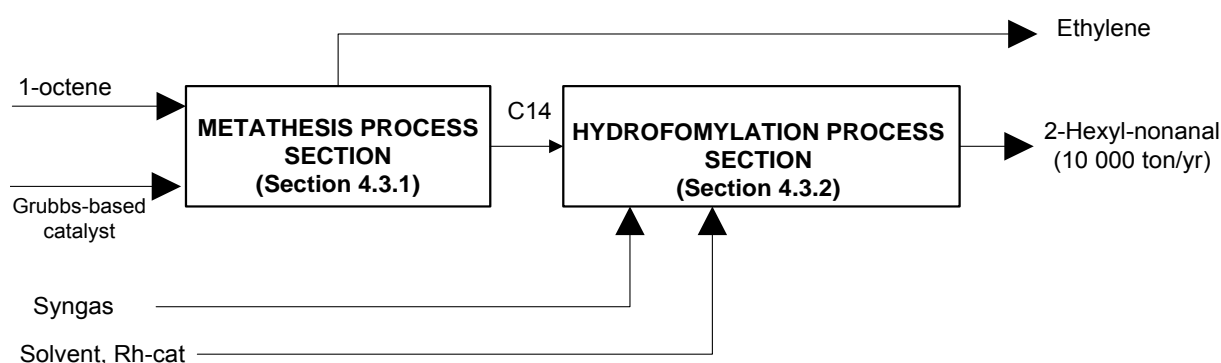 Ethylene
1-octene
METATHESIS PROCESS
SECTION
(Section 4.3.1)
C14
HYDROFOMYLATION PROCESS
SECTION
(Section 4.3.2)
2-Hexyl-nonanal
(10 000 ton/yr)
Grubbs-based
catalyst
Syngas
Solvent, Rh-cat